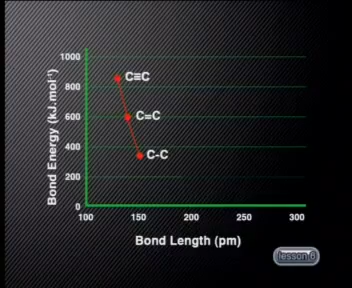 Bond Energy (kJ.mol⁻¹)
1000
800
600
400
200
0
C≡C
C=C
C-C
100
150
200
250
300
Bond Length (pm)
lesson 6